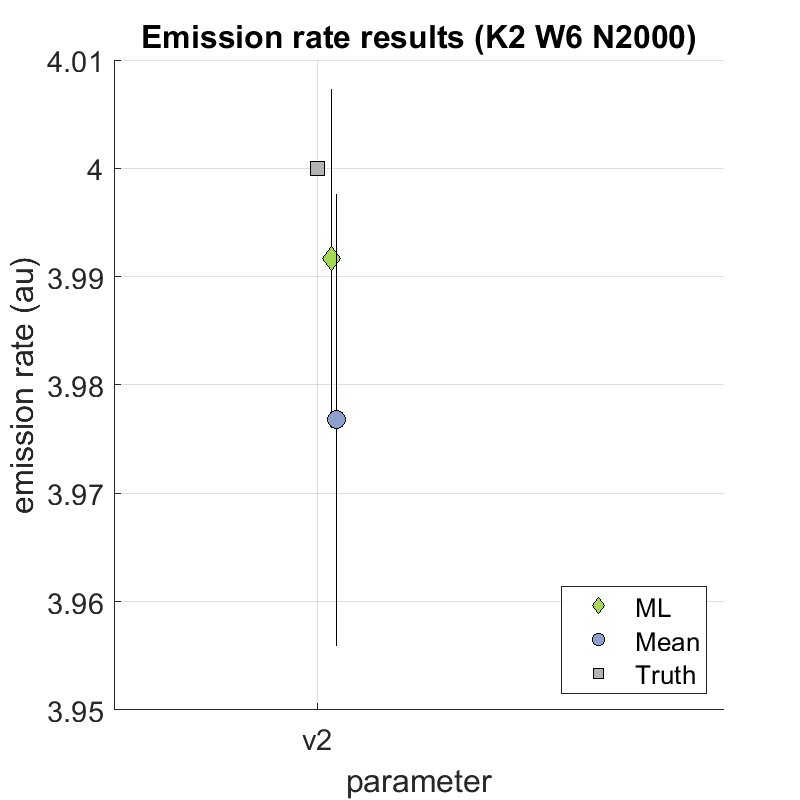 Emission rate results (K2 W6 N2000)
4.01
4
3.99
3.98
3.97
3.96
3.95
emission rate (au)
v2
parameter
ML
Mean
Truth